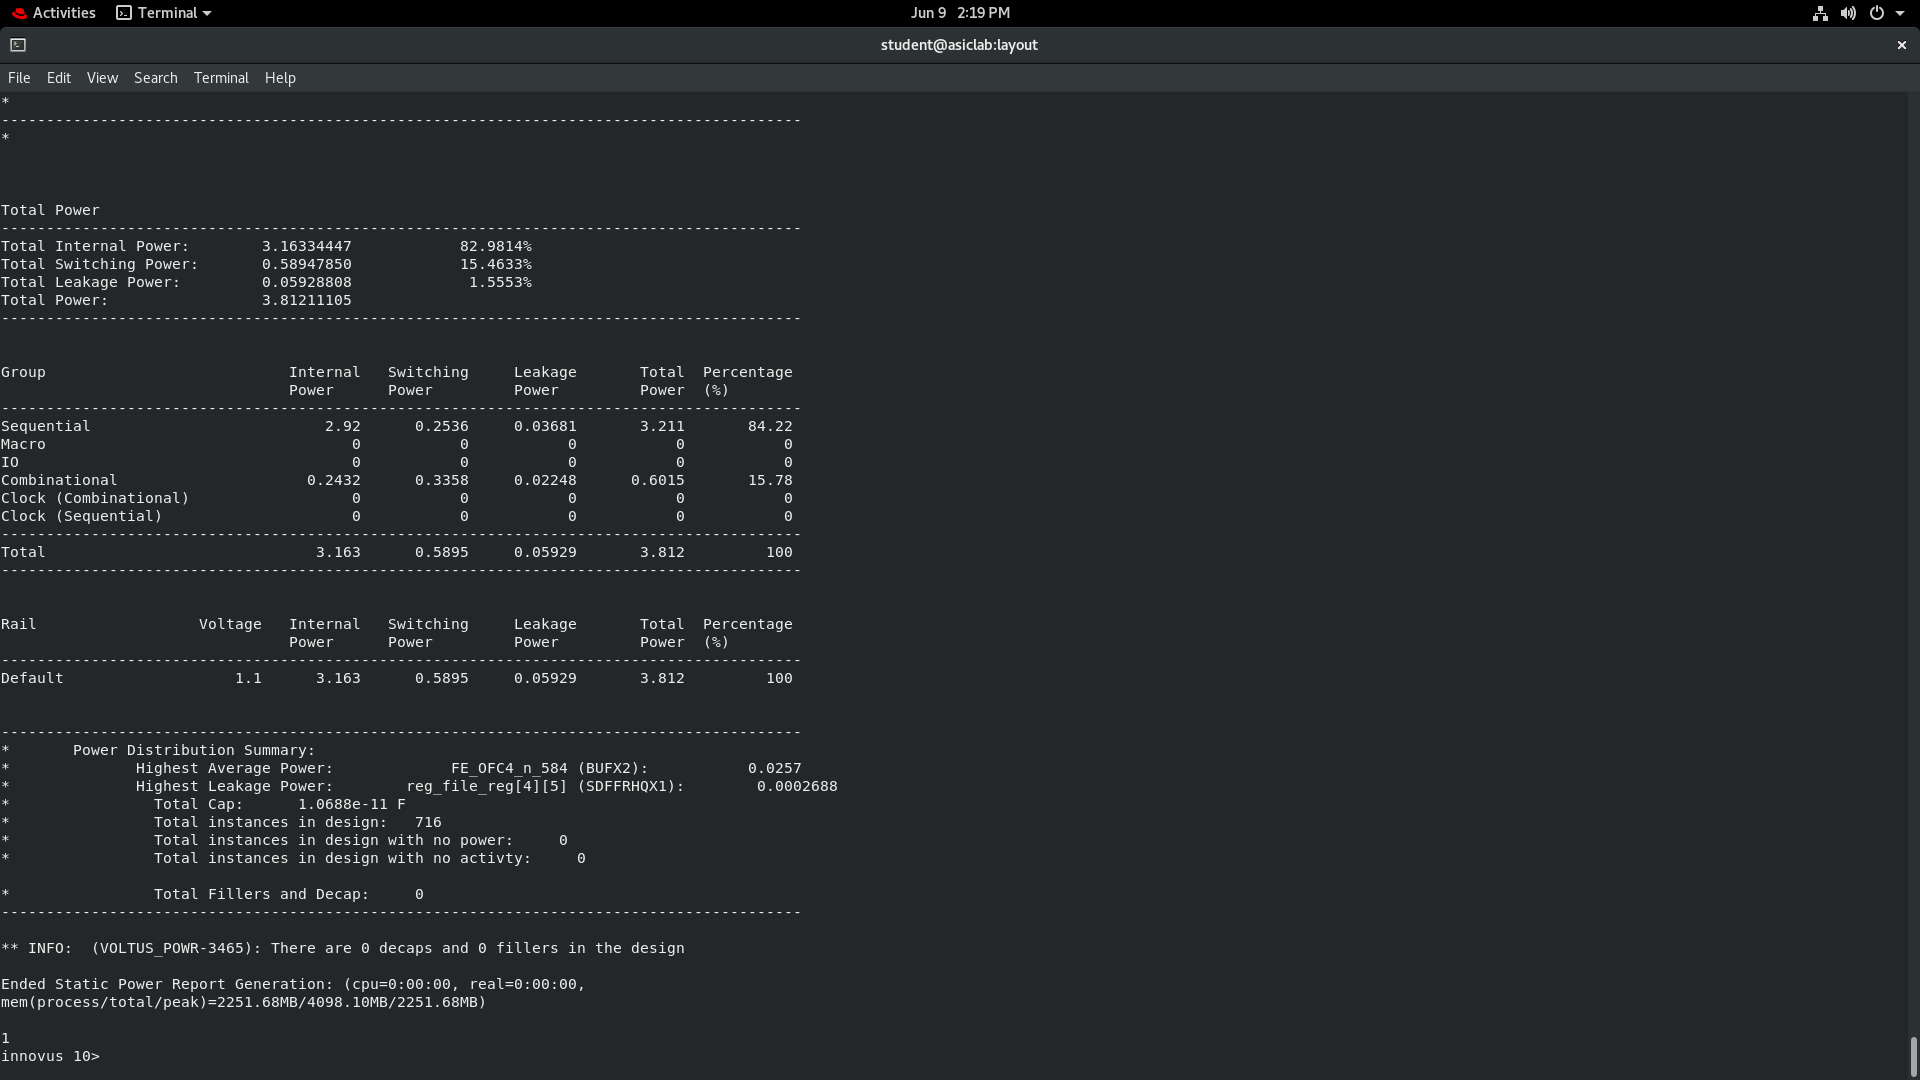 Activities Terminal Jun 9 2:19 PM
student@asiclab:layout ×
File Edit View Search Terminal Help
*
-----------------------------------------------------------------------------------------
*
Total Power
-----------------------------------------------------------------------------------------
Total Internal Power: 3.16334447 82.9814%
Total Switching Power: 0.58947850 15.4633%
Total Leakage Power: 0.05928808 1.5553%
Total Power: 3.81211105
-----------------------------------------------------------------------------------------
Group Internal Switching Leakage Total Percentage
Power Power Power Power (%)
-----------------------------------------------------------------------------------------
Sequential 2.92 0.2536 0.03681 3.211 84.22
Macro 0 0 0 0 0
IO 0 0 0 0 0
Combinational 0.2432 0.3358 0.02248 0.6015 15.78
Clock (Combinational) 0 0 0 0 0
Clock (Sequential) 0 0 0 0 0
-----------------------------------------------------------------------------------------
Total 3.163 0.5895 0.05929 3.812 100
-----------------------------------------------------------------------------------------
Rail Voltage Internal Switching Leakage Total Percentage
Power Power Power Power (%)
-----------------------------------------------------------------------------------------
Default 1.1 3.163 0.5895 0.05929 3.812 100
-----------------------------------------------------------------------------------------
* Power Distribution Summary:
* Highest Average Power: FE_OFC4_n_584 (BUFX2): 0.0257
* Highest Leakage Power: reg_file_reg[4][5] (SDFFRHQX1): 0.0002688
* Total Cap: 1.0688e-11 F
* Total instances in design: 716
* Total instances in design with no power: 0
* Total instances in design with no activty: 0
* Total Fillers and Decap: 0
-----------------------------------------------------------------------------------------
** INFO: (VOLTUS_POWR-3465): There are 0 decaps and 0 fillers in the design
Ended Static Power Report Generation: (cpu=0:00:00, real=0:00:00,
mem(process/total/peak)=2251.68MB/4098.10MB/2251.68MB)
1
innovus 10>